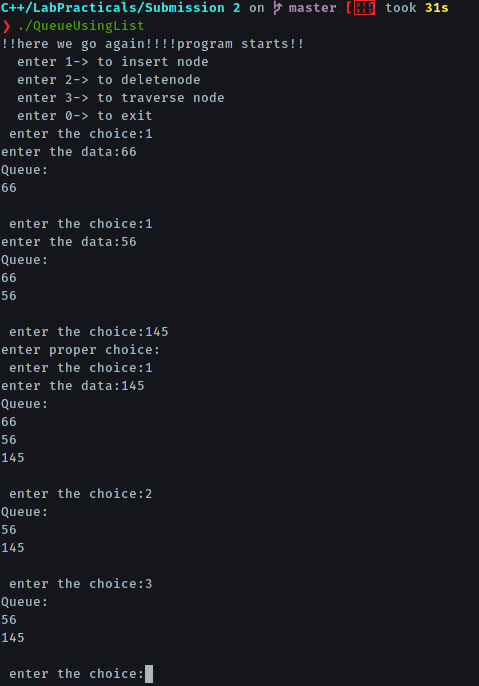 C++/LabPracticals/Submission 2 on master [ took 31s
❯ ./QueueUsingList
!!here we go again!!!!program starts!!
  enter 1-> to insert node
  enter 2-> to deletenode
  enter 3-> to traverse node
  enter 0-> to exit
 enter the choice:1
enter the data:66
Queue:
66

 enter the choice:1
enter the data:56
Queue:
66
56

 enter the choice:145
enter proper choice:
 enter the choice:1
enter the data:145
Queue:
66
56
145

 enter the choice:2
Queue:
56
145

 enter the choice:3
Queue:
56
145

 enter the choice: